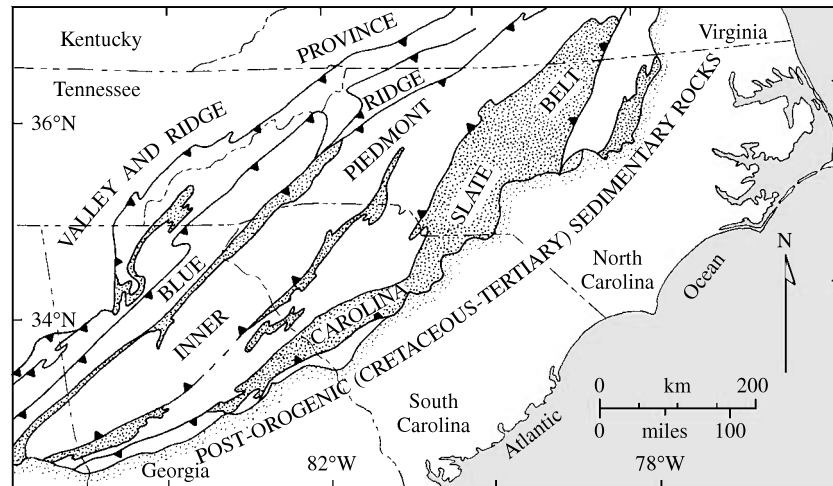 Kentucky
Tennessee
Virginia
PROVINCE
VALLEY AND RIDGE
BLUE RIDGE
INNER PIEDMONT
CAROLINA SLATE BELT
POST-OROGENIC (CRETACEOUS-TERTIARY) SEDIMENTARY ROCKS
36°N
34°N
North
Carolina
South
Carolina
Georgia
Atlantic Ocean
N
0 km 200
0 miles 100
82°W
78°W